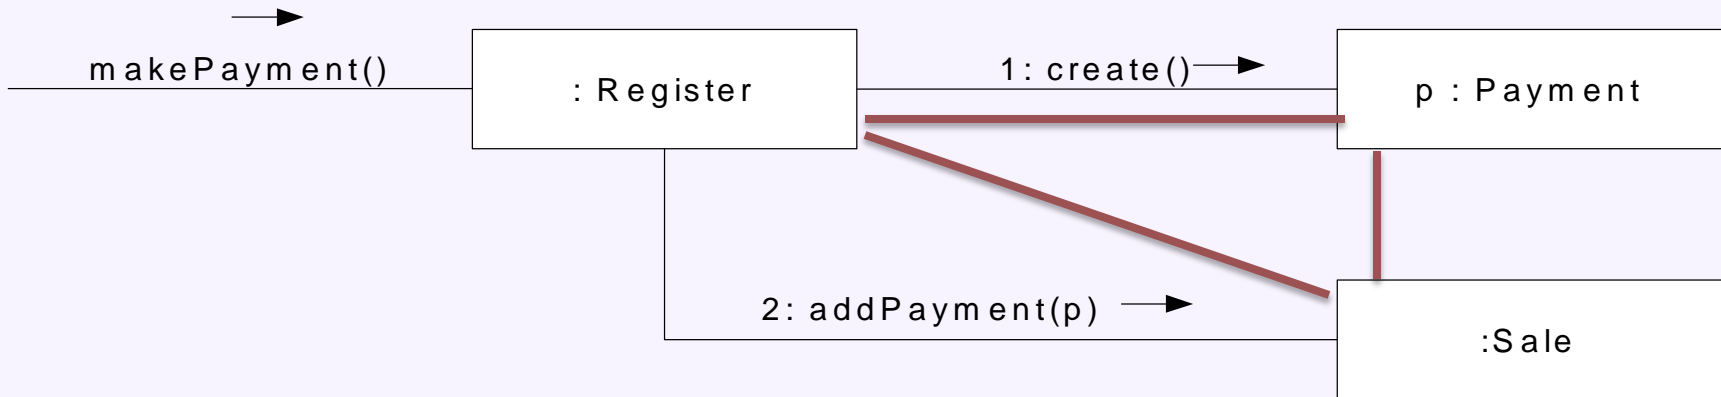 makePayment()
: Register
1: create()
p : Payment
2: addPayment(p)
:Sale